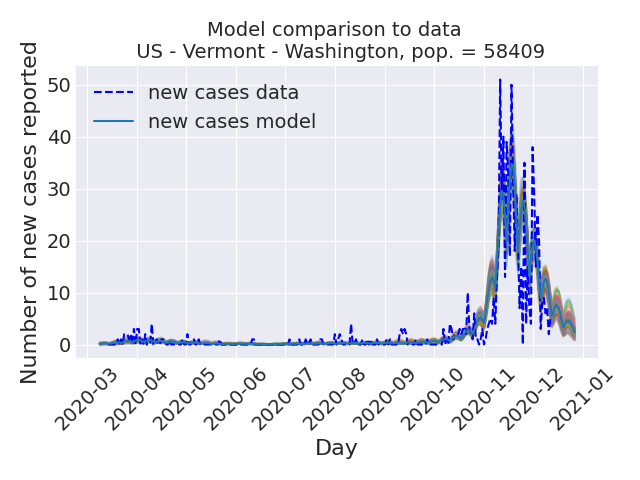 Model comparison to data
US - Vermont - Washington, pop. = 58409
Number of new cases reported
50
40
30
20
10
0
new cases data
new cases model
2020-03
2020-04
2020-05
2020-06
2020-07
2020-08
2020-09
2020-10
2020-11
2020-12
2021-01
Day